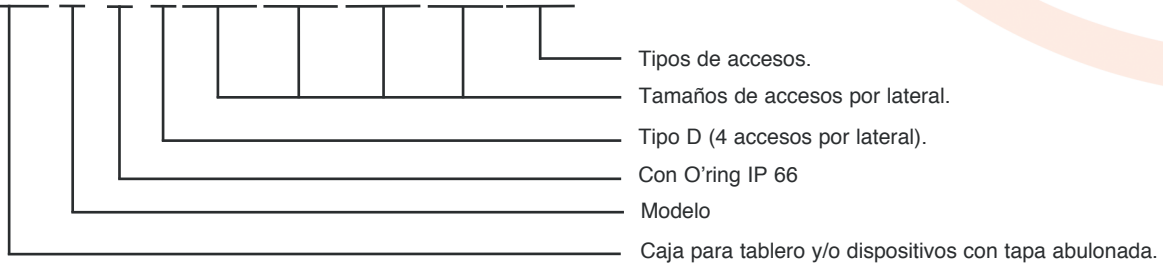 Tipos de accesos.
Tamaños de accesos por lateral.
Tipo D (4 accesos por lateral).
Con O’ring IP 66
Modelo
Caja para tablero y/o dispositivos con tapa abulonada.